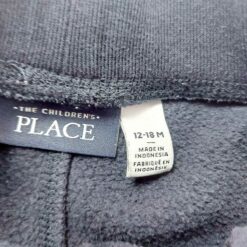 THE CHILDREN'S
PLACE
12-18 M
MADE IN
INDONESIA
FABRIQUÉ EN
INDONÉSIE